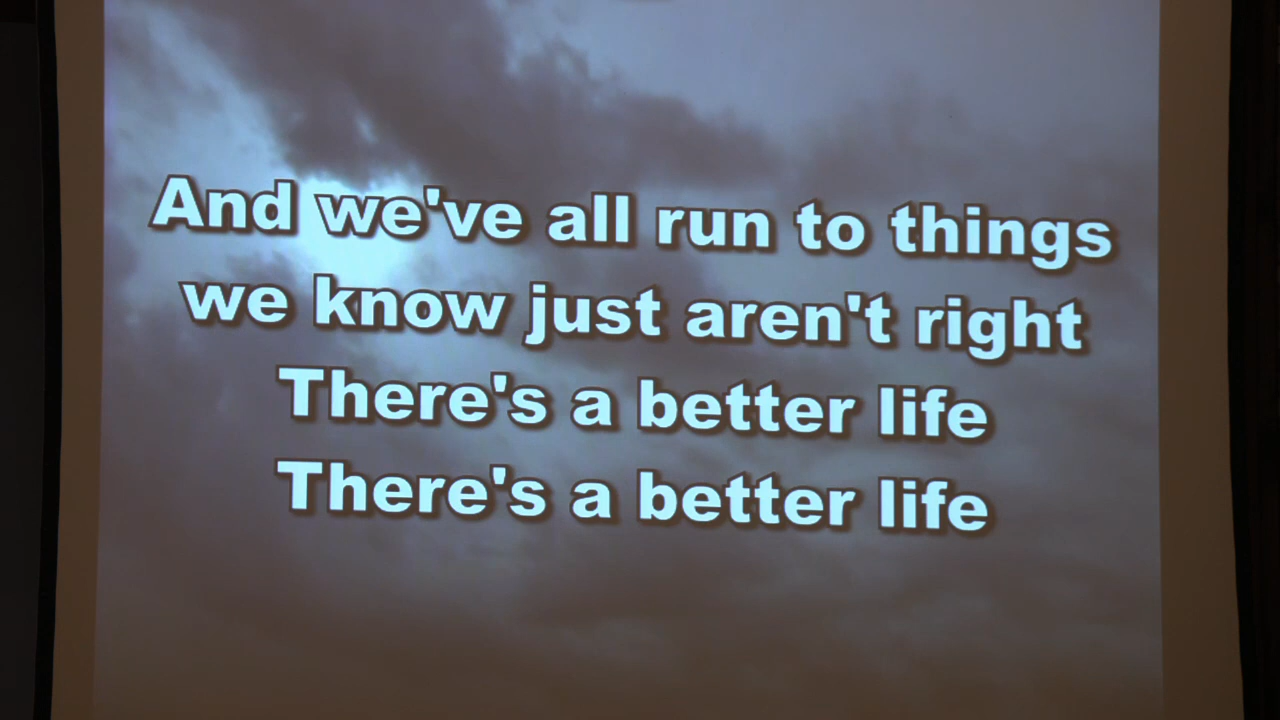 And we've all run to things
we know just aren't right
There's a better life
There's a better life